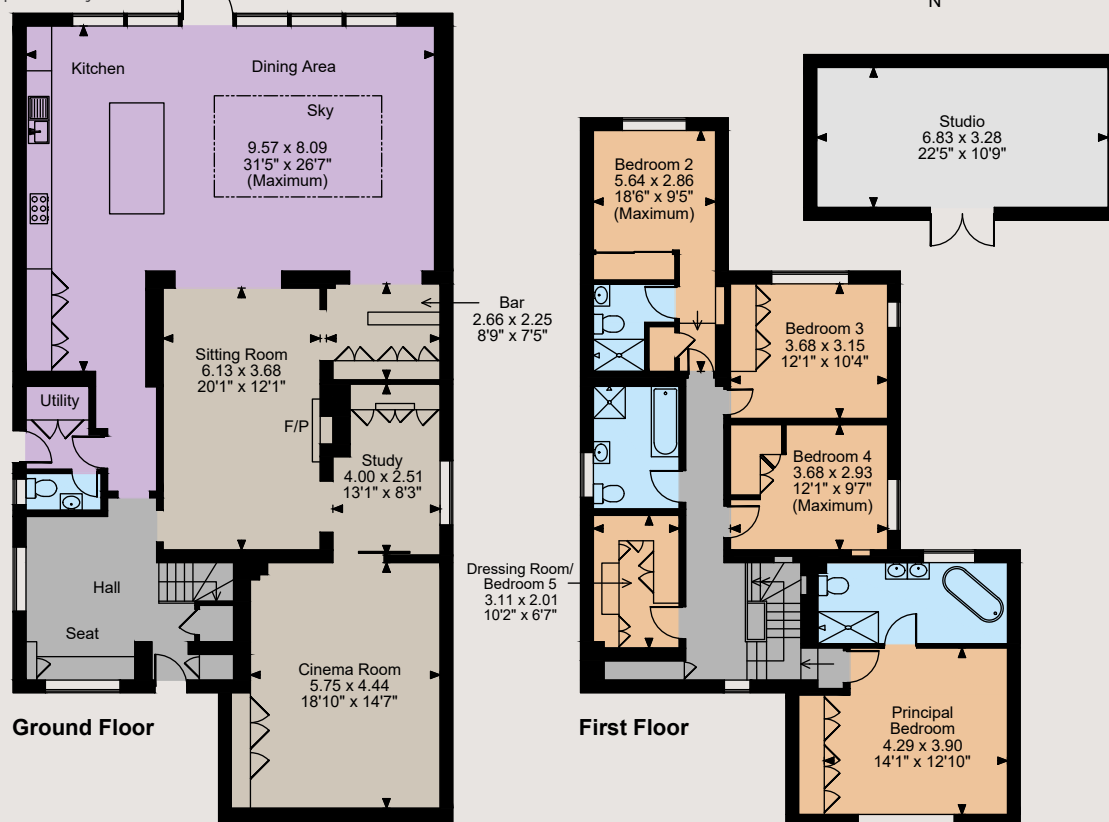 N
Kitchen
Dining Area
Sky
9.57 x 8.09
31'5" x 26'7"
(Maximum)
Bar
2.66 x 2.25
8'9" x 7'5"
Sitting Room
6.13 x 3.68
20'1" x 12'1"
Utility
F/P
Study
4.00 x 2.51
13'1" x 8'3"
Hall
Seat
Cinema Room
5.75 x 4.44
18'10" x 14'7"
Ground Floor
Studio
6.83 x 3.28
22'5" x 10'9"
Bedroom 2
5.64 x 2.86
18'6" x 9'5"
(Maximum)
Bedroom 3
3.68 x 3.15
12'1" x 10'4"
Bedroom 4
3.68 x 2.93
12'1" x 9'7"
(Maximum)
Dressing Room/
Bedroom 5
3.11 x 2.01
10'2" x 6'7"
Principal
Bedroom
4.29 x 3.90
14'1" x 12'10"
First Floor